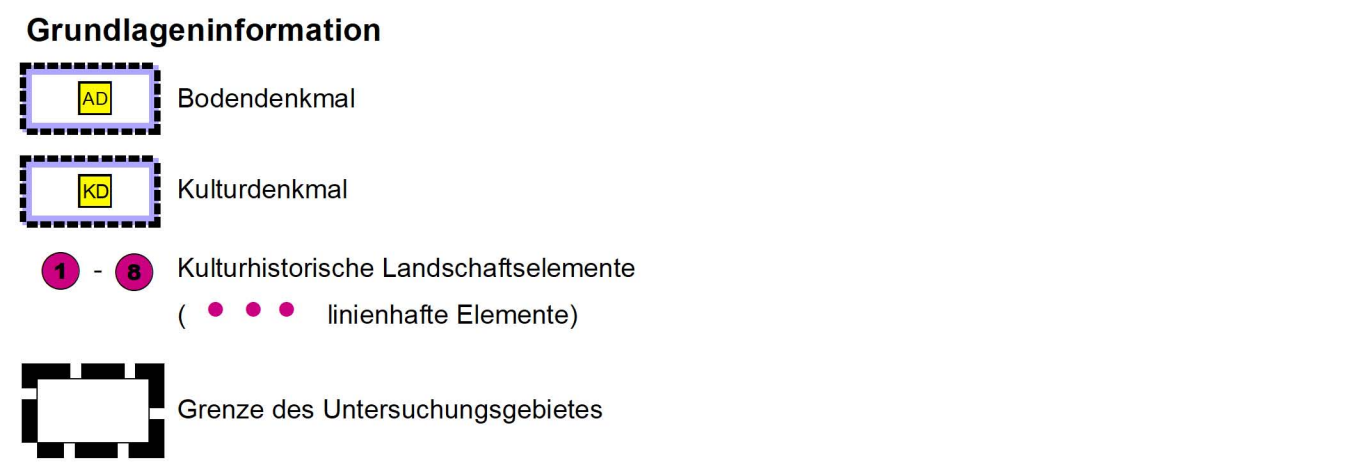 Grundlageninformation
AD Bodendenkmal
KD Kulturdenkmal
1 - 8 Kulturhistorische Landschaftselemente
( linienhafte Elemente)
Grenze des Untersuchungsgebietes